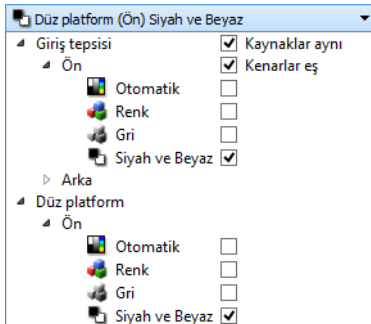 Düz platform (Ön) Siyah ve Beyaz
Giriş tepsisi Kaynaklar aynı
Ön Kenarlar eş
Otomatik
Renk
Gri
Siyah ve Beyaz
Arka
Düz platform
Ön
Otomatik
Renk
Gri
Siyah ve Beyaz